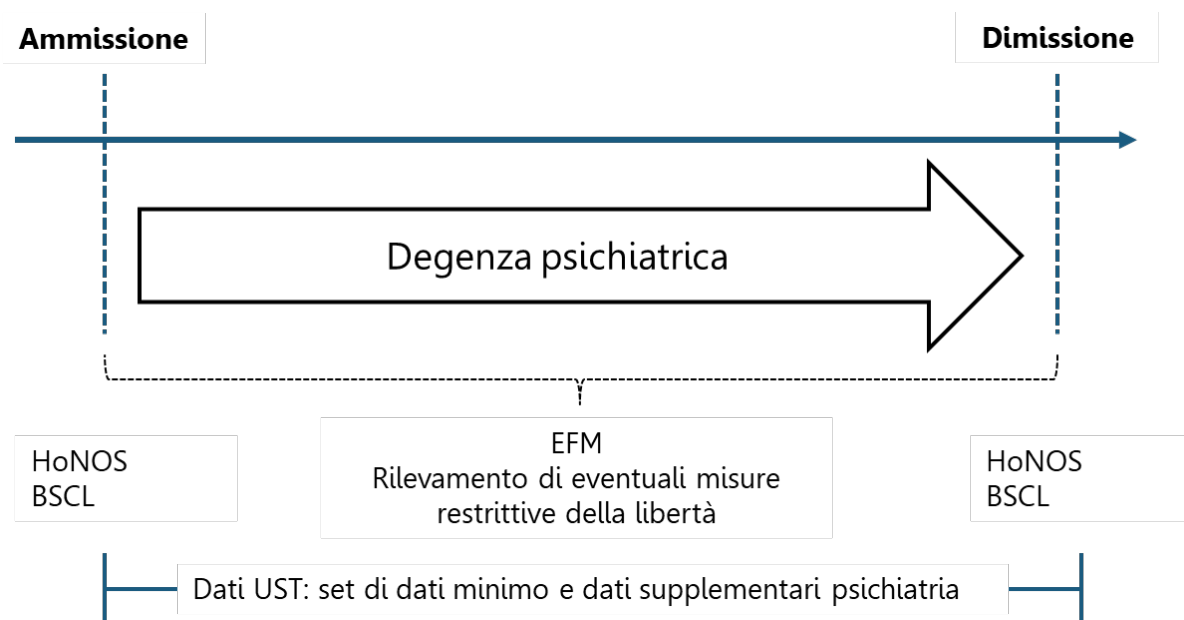 Ammissione
Dimissione
Degenza psichiatrica
HoNOS
BSCL
EFM
Rilevamento di eventuali misure
restrittive della libertà
HoNOS
BSCL
Dati UST: set di dati minimo e dati supplementari psichiatria